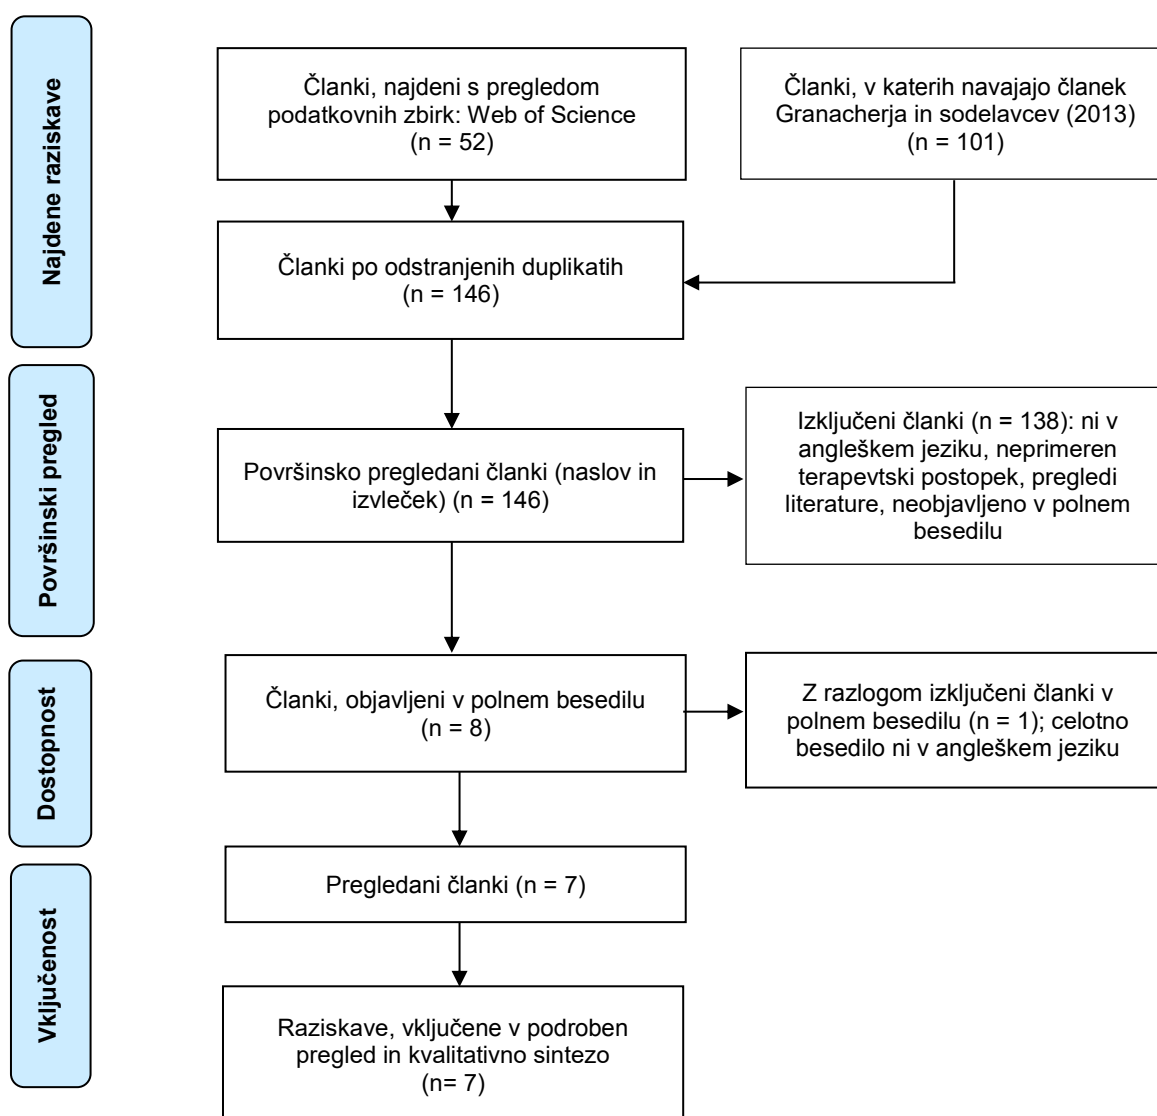 Najdene raziskave
Članki, najdeni s pregledom
podatkovnih zbirk: Web of Science
(n = 52)
Članki, v katerih navajajo članek
Granacherja in sodelavcev (2013)
(n = 101)
Članki po odstranjenih duplikatih
(n = 146)
Površinski pregled
Površinsko pregledani članki (naslov in
izvleček) (n = 146)
Izključeni članki (n = 138): ni v
angleškem jeziku, neprimeren
terapevtski postopek, pregledi
literature, neobjavljeno v polnem
besedilu
Dostopnost
Članki, objavljeni v polnem besedilu
(n = 8)
Z razlogom izključeni članki v
polnem besedilu (n = 1); celotno
besedilo ni v angleškem jeziku
Vključenost
Pregledani članki (n = 7)
Raziskave, vključene v podroben
pregled in kvalitativno sintezo
(n= 7)